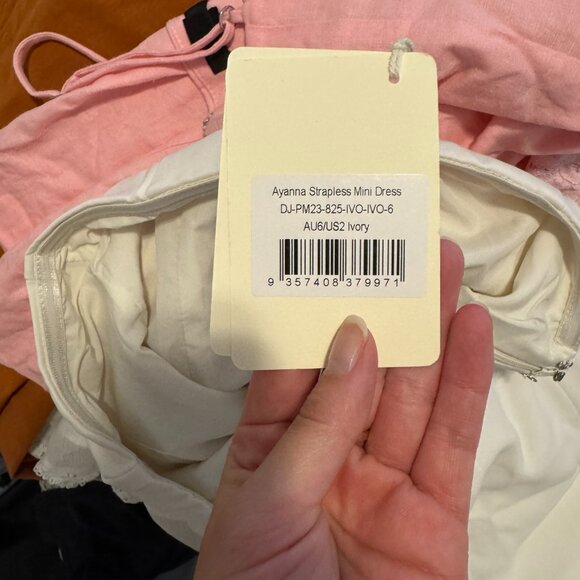 Ayanna Strapless Mini Dress
DJ-PM23-825-IVO-IVO-6
AU6/US2 Ivory
9 357408 379971